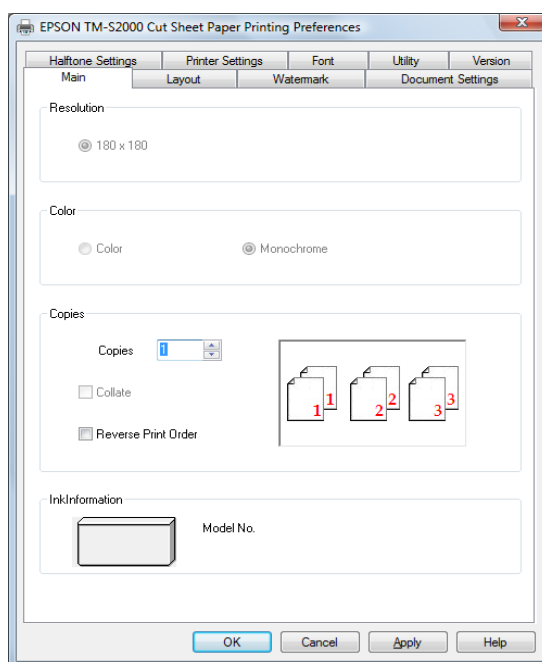 EPSON TM-S2000 Cut Sheet Paper Printing Preferences
Halftone Settings Printer Settings Font Utility Version
Main Layout Watermark Document Settings
Resolution
180 x 180
Color
Color Monochrome
Copies
Copies 1
Collate
1 1 2 2 3 3
Reverse Print Order
InkInformation
Model No.
OK Cancel Apply Help